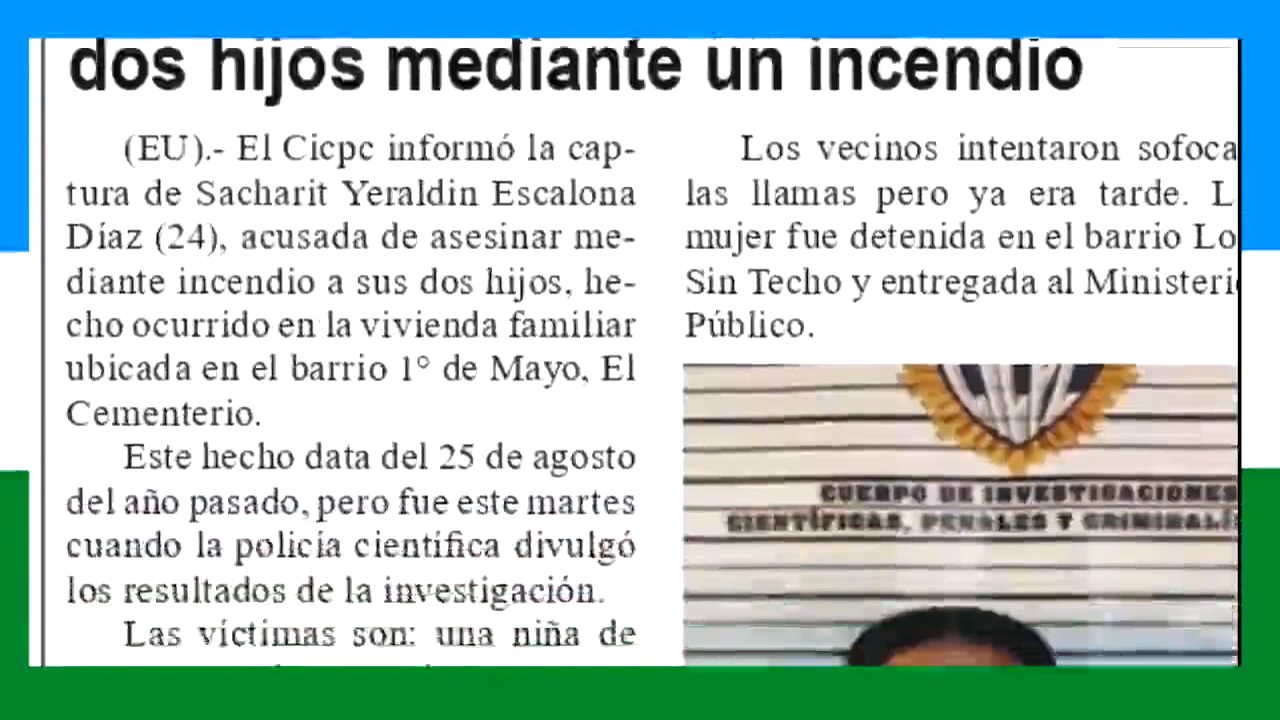 dos hijos mediante un incendio
(EU).- El Cicpc informó la cap-
tura de Sacharit Yeraldin Escalona
Díaz (24), acusada de asesinar me-
diante incendio a sus dos hijos, he-
cho ocurrido en la vivienda familiar
ubicada en el barrio 1° de Mayo, El
Cementerio.
Este hecho data del 25 de agosto
del año pasado, pero fue este martes
cuando la policía científica divulgó
los resultados de la investigación.
Las víctimas son: una niña de
Los vecinos intentaron sofoca
las llamas pero ya era tarde. L
mujer fue detenida en el barrio Lo
Sin Techo y entregada al Ministeri
Público.
CUERPO DE INVESTIGACIONES
CIENTÍFICAS, PENALES Y CRIMINALÍ